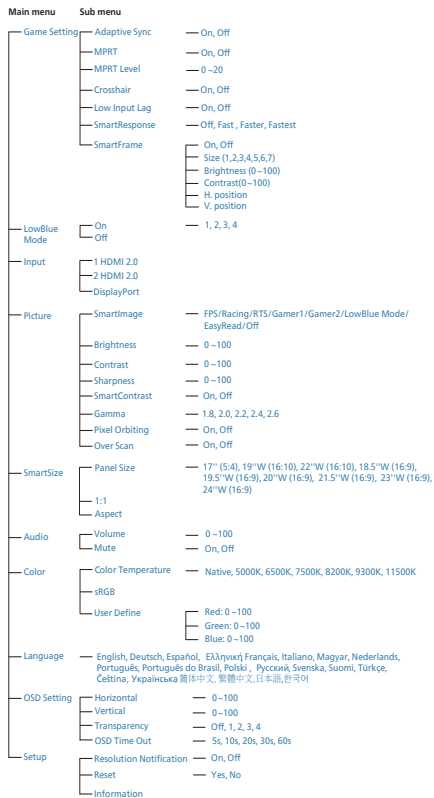 Main menu Sub menu
Game Setting Adaptive Sync On, Off
MPRT On, Off
MPRT Level 0 ~20
Crosshair On, Off
Low Input Lag On, Off
SmartResponse Off, Fast , Faster, Fastest
SmartFrame On, Off
Size (1,2,3,4,5,6,7)
Brightness (0 ~100)
Contrast(0 ~100)
H. position
V. position
LowBlue Mode On 1, 2, 3, 4
Off
Input 1 HDMI 2.0
2 HDMI 2.0
DisplayPort
Picture SmartImage FPS/Racing/RTS/Gamer1/Gamer2/LowBlue Mode/
EasyRead/Off
Brightness 0 ~100
Contrast 0 ~100
Sharpness 0 ~100
SmartContrast On, Off
Gamma 1.8, 2.0, 2.2, 2.4, 2.6
Pixel Orbiting On, Off
Over Scan On, Off
SmartSize Panel Size 17'' (5:4), 19''W (16:10), 22''W (16:10), 18.5''W (16:9),
19.5''W (16:9), 20''W (16:9), 21.5''W (16:9), 23''W (16:9),
24''W (16:9)
1:1
Aspect
Audio Volume 0 ~100
Mute On, Off
Color Color Temperature Native, 5000K, 6500K, 7500K, 8200K, 9300K, 11500K
sRGB
User Define Red: 0 ~100
Green: 0 ~100
Blue: 0 ~100
Language English, Deutsch, Español, Ελληνική Français, Italiano, Magyar, Nederlands,
Português, Português do Brasil, Polski , Русский, Svenska, Suomi, Türkçe,
Čeština, Українська 简体中文, 繁體中文,日本語,한국어
OSD Setting Horizontal 0~100
Vertical 0~100
Transparency Off, 1, 2, 3, 4
OSD Time Out 5s, 10s, 20s, 30s, 60s
Setup Resolution Notification On, Off
Reset Yes, No
Information